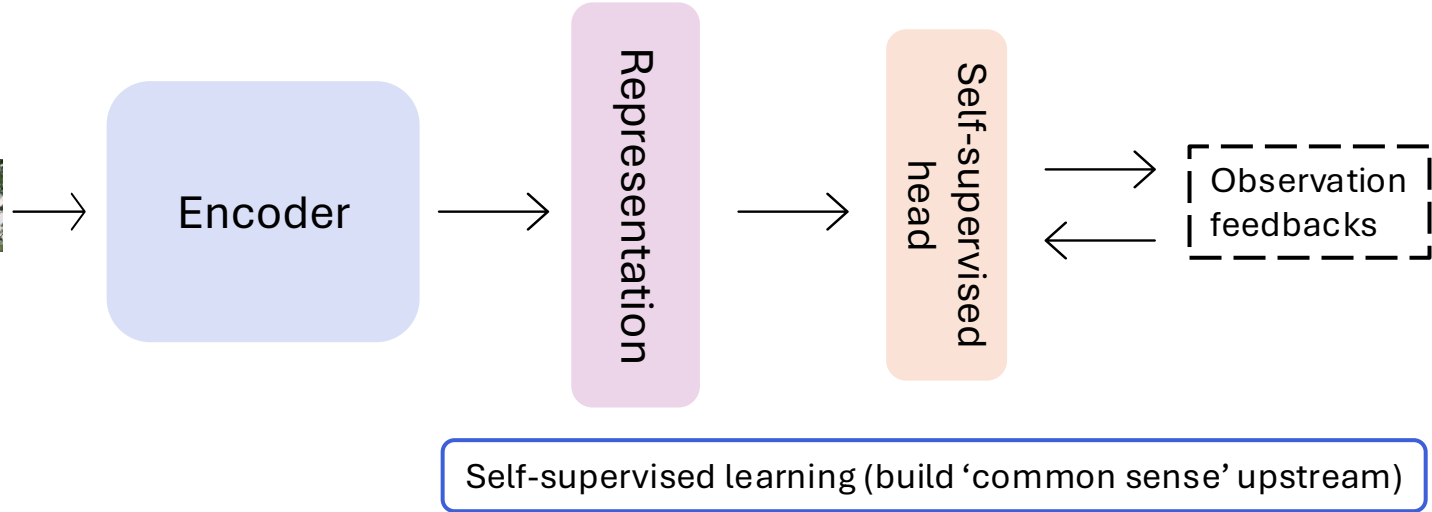 Encoder
Representation
Self-supervised
head
Observation
feedbacks
Self-supervised learning (build ‘common sense’ upstream)